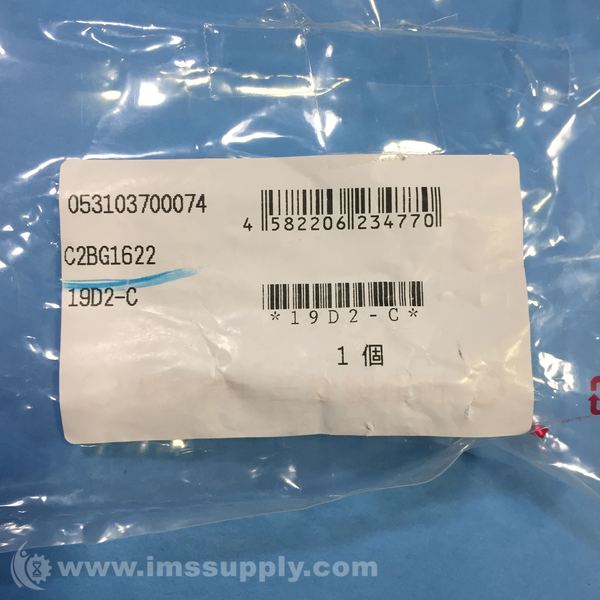 053103700074
4 582206 234770
C2BG1622
19D2-C
*19D2-C*
1個
www.imssupply.com